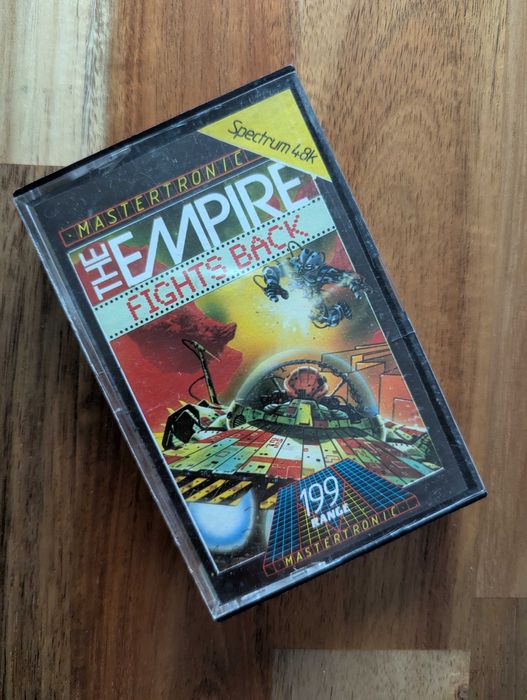 Spectrum 48k
MASTERTRONIC
THE
EMPIRE
FIGHTS BACK
199
RANGE
MASTERTRONIC